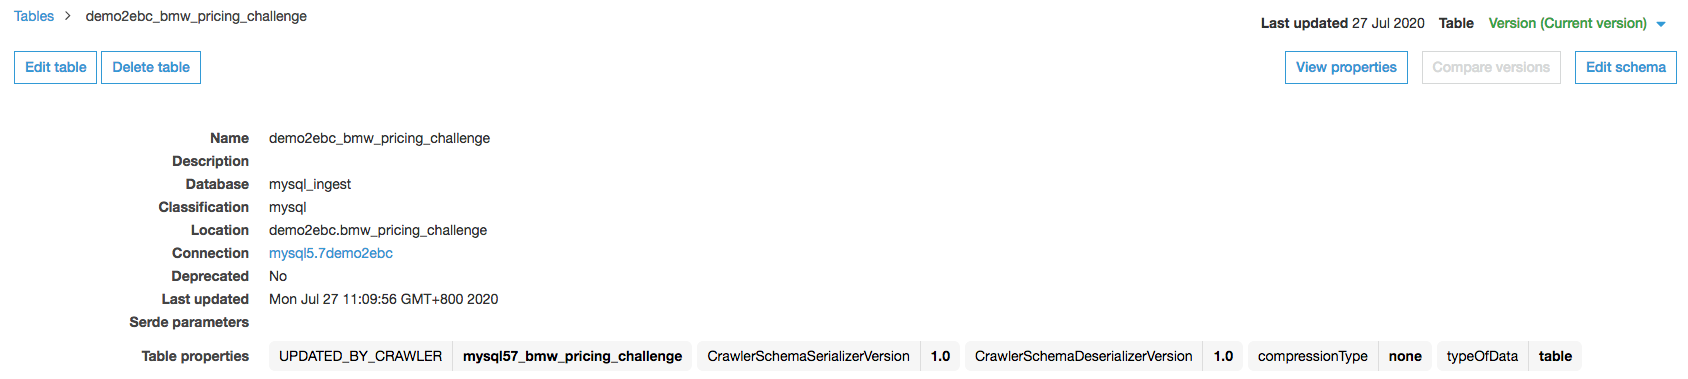 Tables > demo2ebc_bmw_pricing_challenge
Last updated 27 Jul 2020 Table Version (Current version)
Edit table Delete table View properties Compare versions Edit schema
Name demo2ebc_bmw_pricing_challenge
Description
Database mysql_ingest
Classification mysql
Location demo2ebc.bmw_pricing_challenge
Connection mysql5.7demo2ebc
Deprecated No
Last updated Mon Jul 27 11:09:56 GMT+800 2020
Serde parameters
Table properties UPDATED_BY_CRAWLER mysql57_bmw_pricing_challenge CrawlerSchemaSerializerVersion 1.0 CrawlerSchemaDeserializerVersion 1.0 compressionType none typeOfData table